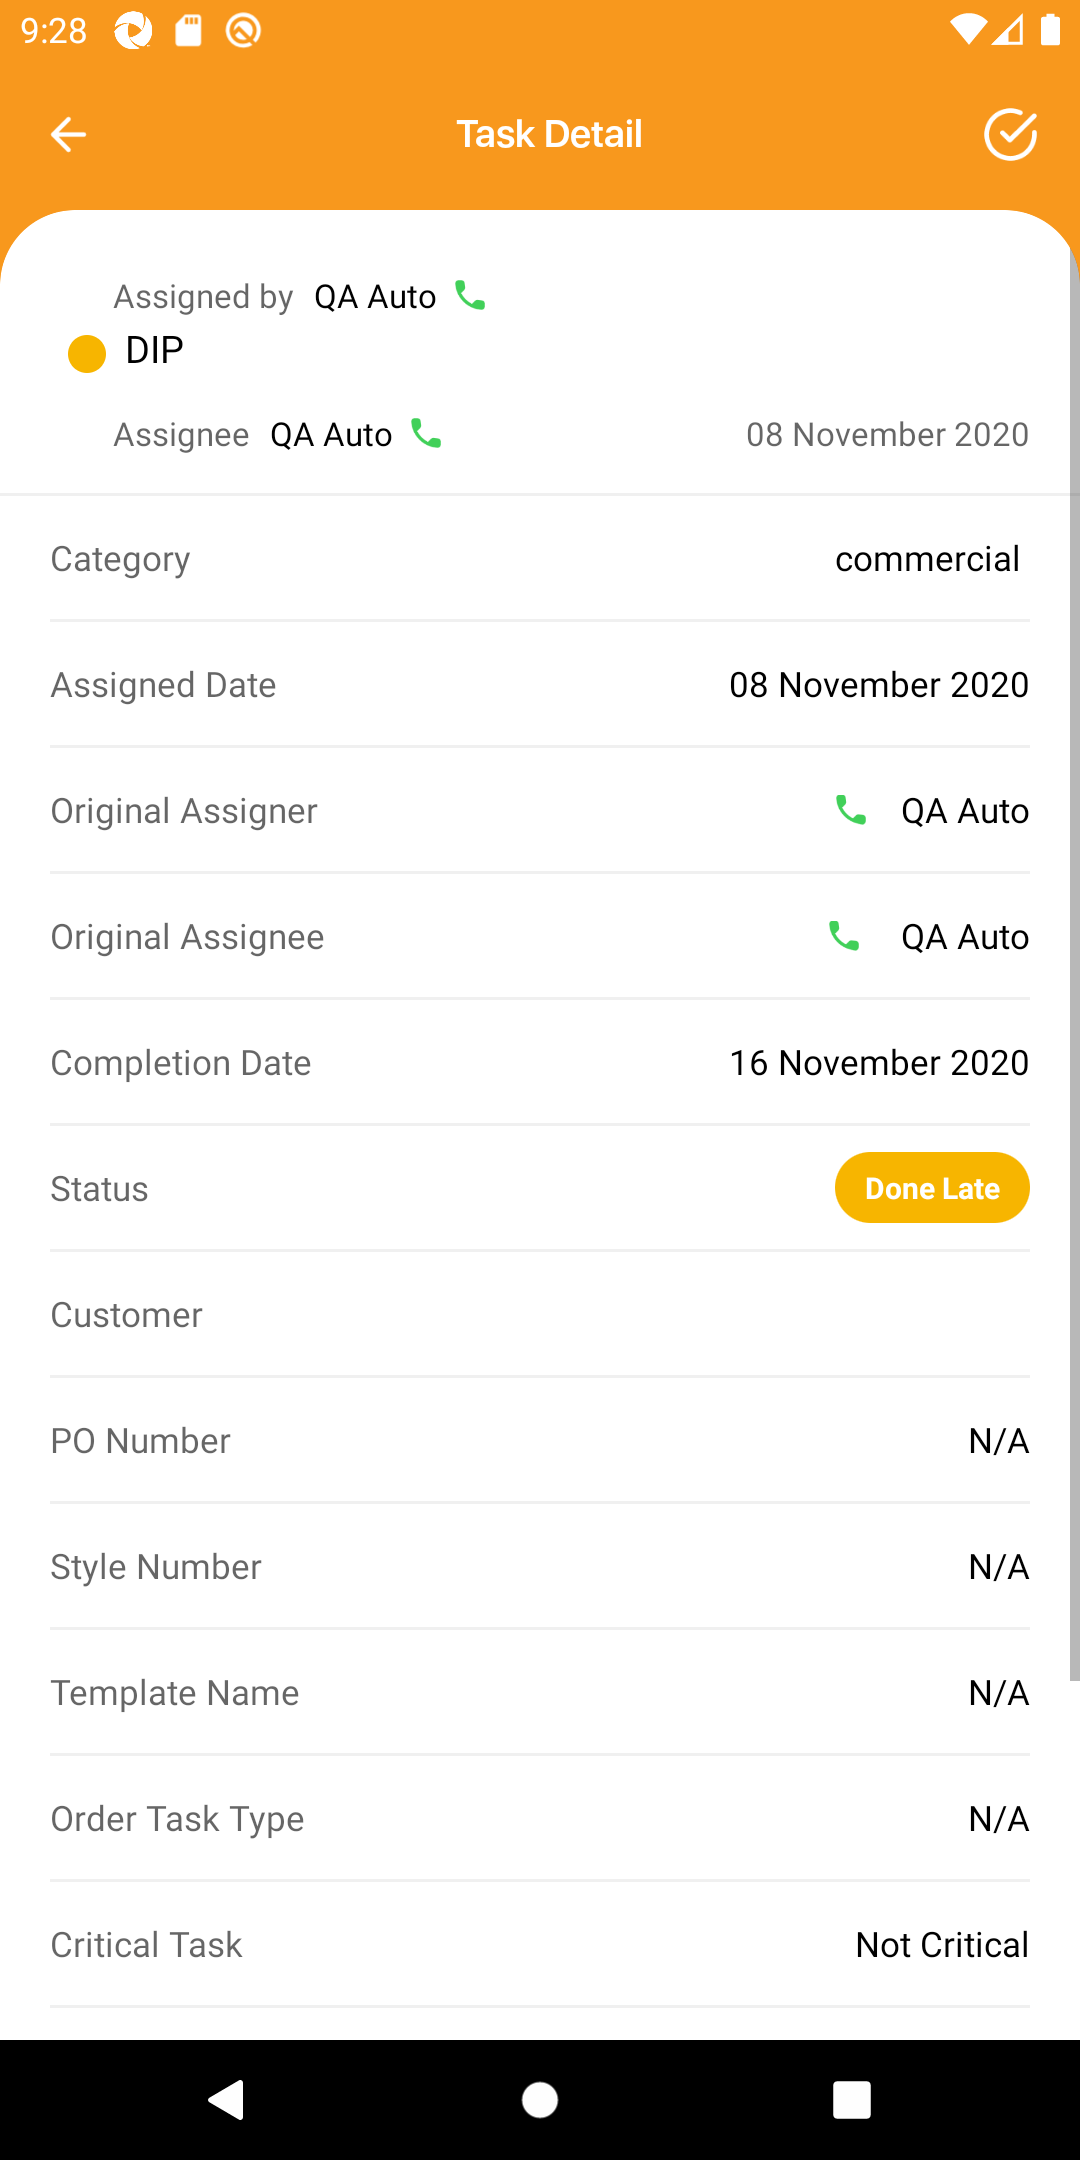 9:28
Task Detail
Assigned by QA Auto
DIP
Assignee QA Auto 08 November 2020
Category commercial
Assigned Date 08 November 2020
Original Assigner QA Auto
Original Assignee QA Auto
Completion Date 16 November 2020
Status Done Late
Customer
PO Number N/A
Style Number N/A
Template Name N/A
Order Task Type N/A
Critical Task Not Critical